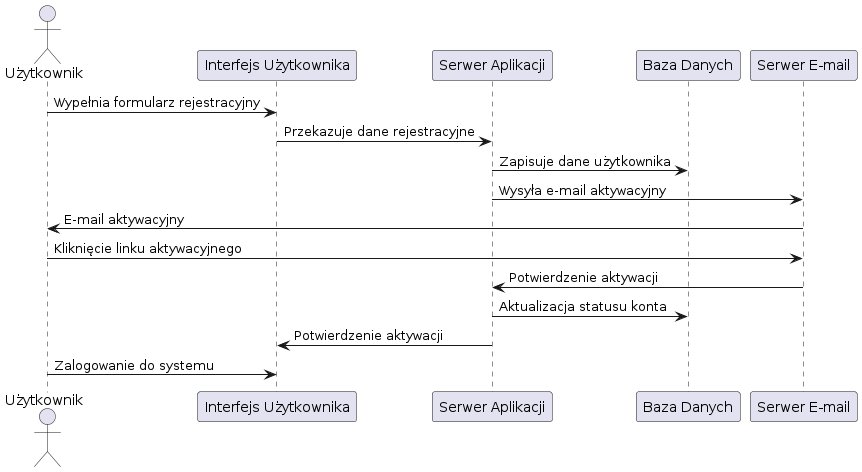 Użytkownik
Interfejs Użytkownika
Serwer Aplikacji
Baza Danych
Serwer E-mail
Wypełnia formularz rejestracyjny
Przekazuje dane rejestracyjne
Zapisuje dane użytkownika
Wysyła e-mail aktywacyjny
E-mail aktywacyjny
Kliknięcie linku aktywacyjnego
Potwierdzenie aktywacji
Aktualizacja statusu konta
Potwierdzenie aktywacji
Zalogowanie do systemu
Użytkownik
Interfejs Użytkownika
Serwer Aplikacji
Baza Danych
Serwer E-mail